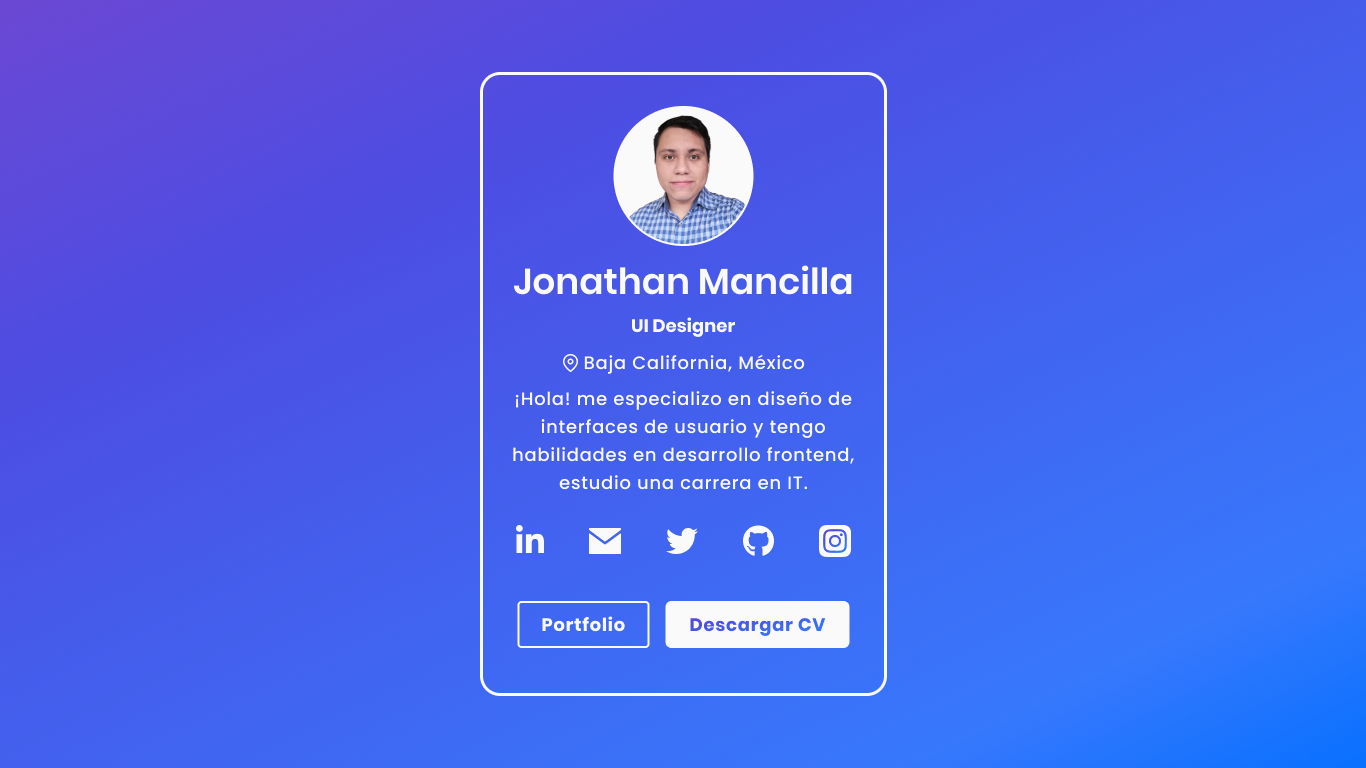 Jonathan Mancilla
UI Designer
Baja California, México
¡Hola! me especializo en diseño de
interfaces de usuario y tengo
habilidades en desarrollo frontend,
estudio una carrera en IT.
in
Portfolio
Descargar CV